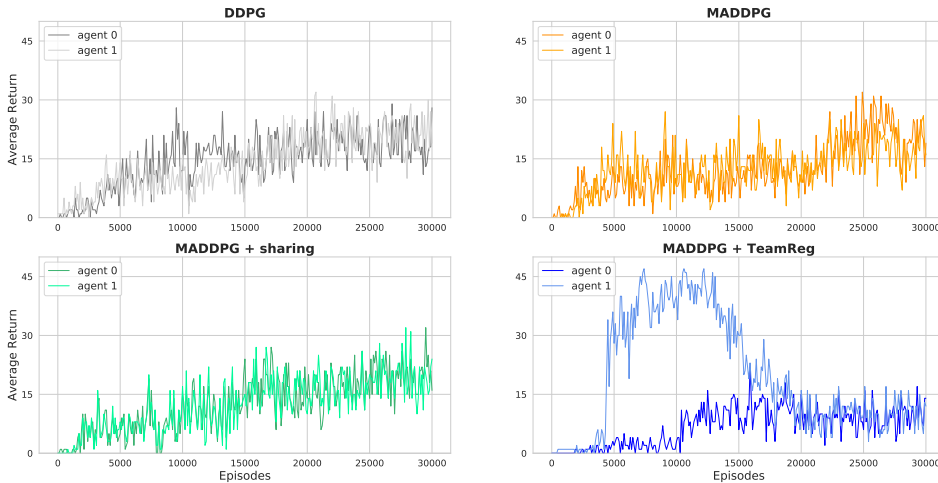 DDPG
MADDPG
Average Return
45
30
15
0
agent 0
agent 1
0 5000 10000 15000 20000 25000 30000
45
30
15
0
agent 0
agent 1
0 5000 10000 15000 20000 25000 30000
MADDPG + sharing
MADDPG + TeamReg
Average Return
45
30
15
0
agent 0
agent 1
0 5000 10000 15000 20000 25000 30000
Episodes
45
30
15
0
agent 0
agent 1
0 5000 10000 15000 20000 25000 30000
Episodes